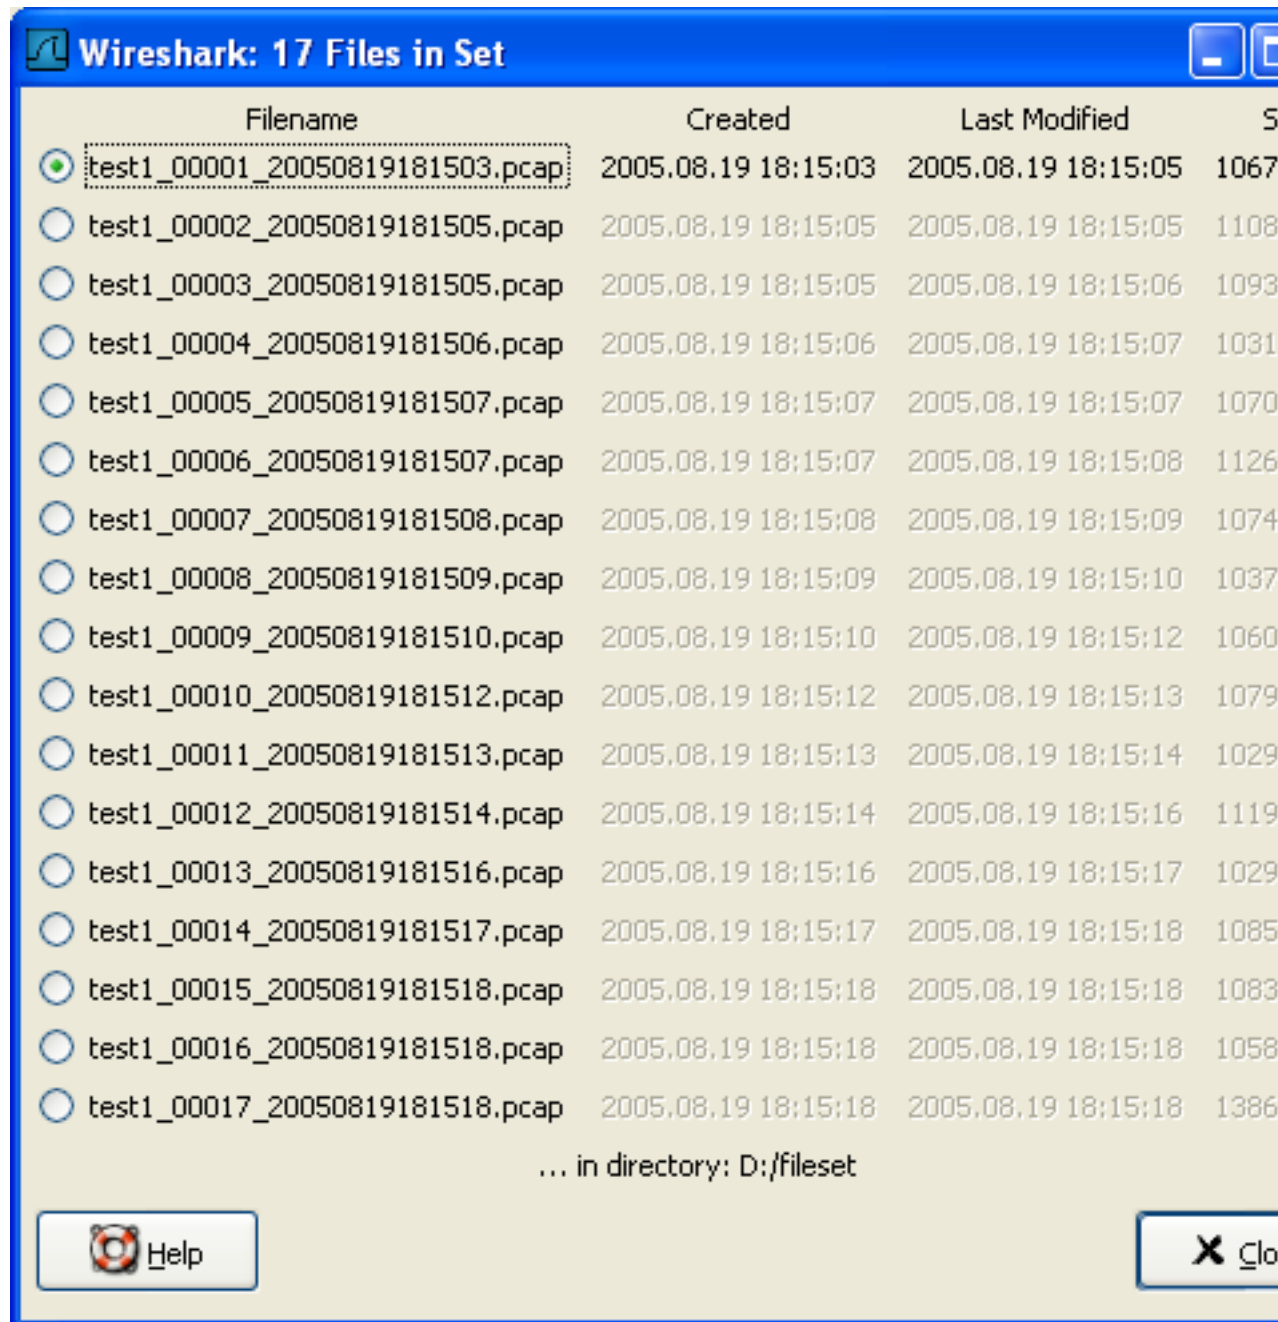 Wireshark: 17 Files in Set
Filename Created Last Modified S
test1_00001_20050819181503.pcap 2005.08.19 18:15:03 2005.08.19 18:15:05 1067
test1_00002_20050819181505.pcap 2005.08.19 18:15:05 2005.08.19 18:15:05 1108
test1_00003_20050819181505.pcap 2005.08.19 18:15:05 2005.08.19 18:15:06 1093
test1_00004_20050819181506.pcap 2005.08.19 18:15:06 2005.08.19 18:15:07 1031
test1_00005_20050819181507.pcap 2005.08.19 18:15:07 2005.08.19 18:15:07 1070
test1_00006_20050819181507.pcap 2005.08.19 18:15:07 2005.08.19 18:15:08 1126
test1_00007_20050819181508.pcap 2005.08.19 18:15:08 2005.08.19 18:15:09 1074
test1_00008_20050819181509.pcap 2005.08.19 18:15:09 2005.08.19 18:15:10 1037
test1_00009_20050819181510.pcap 2005.08.19 18:15:10 2005.08.19 18:15:12 1060
test1_00010_20050819181512.pcap 2005.08.19 18:15:12 2005.08.19 18:15:13 1079
test1_00011_20050819181513.pcap 2005.08.19 18:15:13 2005.08.19 18:15:14 1029
test1_00012_20050819181514.pcap 2005.08.19 18:15:14 2005.08.19 18:15:16 1119
test1_00013_20050819181516.pcap 2005.08.19 18:15:16 2005.08.19 18:15:17 1029
test1_00014_20050819181517.pcap 2005.08.19 18:15:17 2005.08.19 18:15:18 1085
test1_00015_20050819181518.pcap 2005.08.19 18:15:18 2005.08.19 18:15:18 1083
test1_00016_20050819181518.pcap 2005.08.19 18:15:18 2005.08.19 18:15:18 1058
test1_00017_20050819181518.pcap 2005.08.19 18:15:18 2005.08.19 18:15:18 1386
... in directory: D:/fileset
Help Clo